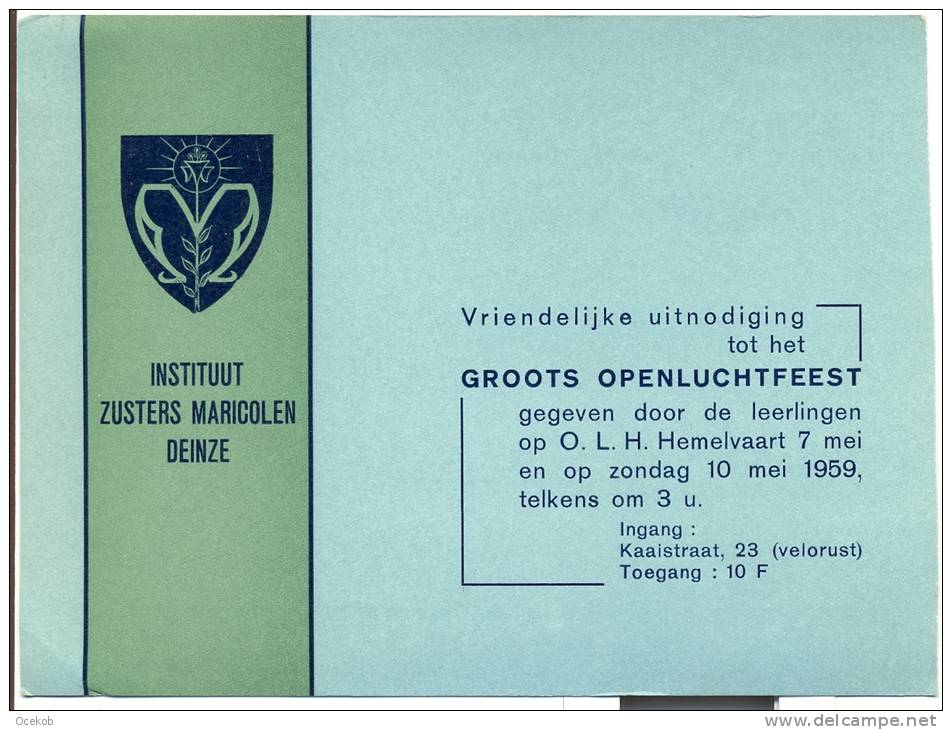 INSTITUUT
ZUSTERS MARICOLEN
DEINZE
Vriendelijke uitnodiging
tot het
GROOTS OPENLUCHTFEEST
gegeven door de leerlingen
op O. L. H. Hemelvaart 7 mei
en op zondag 10 mei 1959,
telkens om 3 u.
Ingang :
Kaaistraat, 23 (velorust)
Toegang : 10 F
Ocekob
www.delcampe.net